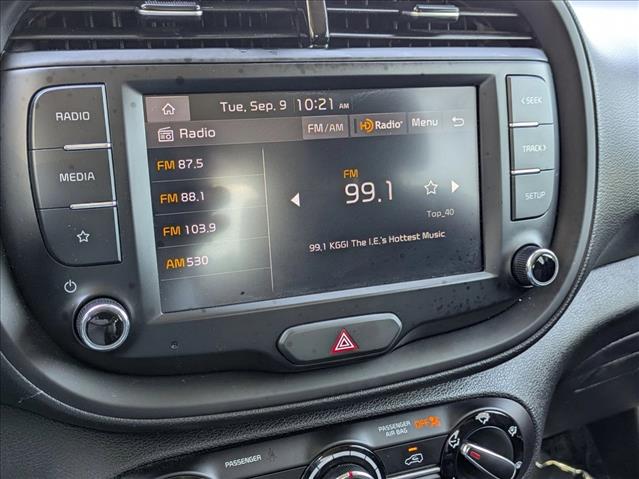 Tue, Sep. 9 10:21 AM
Radio FM/AM HD Radio Menu
FM 87.5
FM 88.1
FM 103.9
AM 530
FM
99.1
Top_40
99.1 KGGI The I.E.'s Hottest Music
RADIO
MEDIA
< SEEK
TRACK >
SETUP
PASSENGER
PASSENGER
AIR BAG
OFF